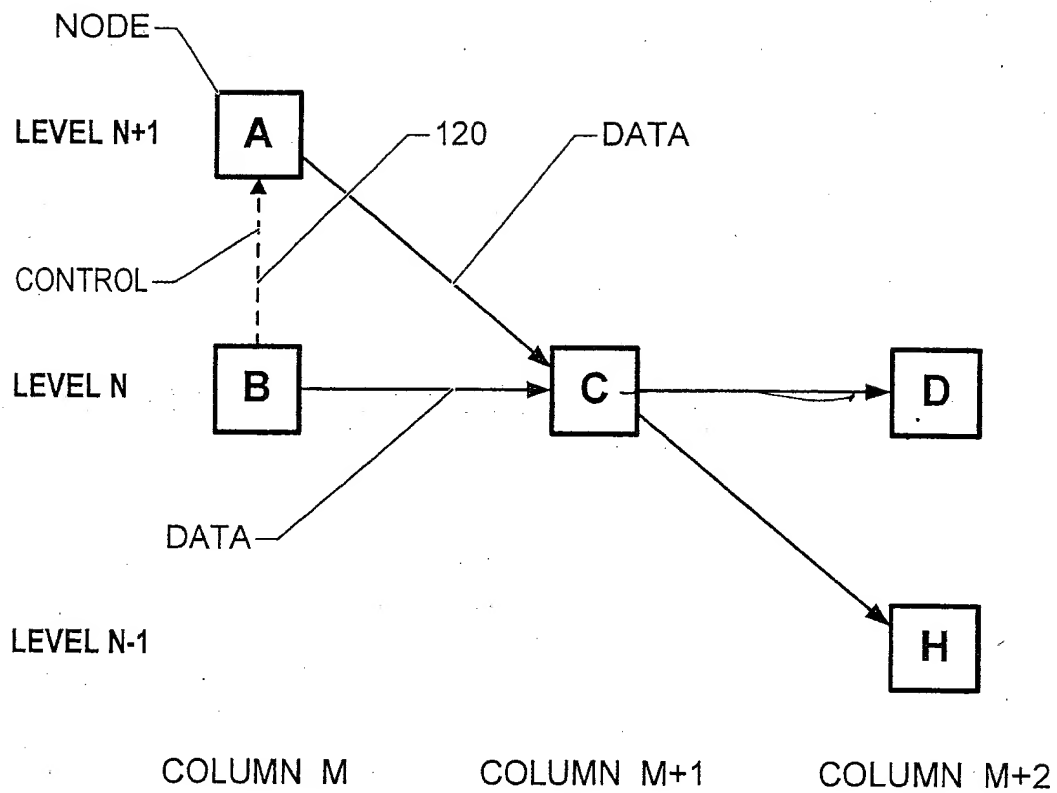 NODE
LEVEL N+1
A
120
DATA
CONTROL
LEVEL N
B
C
D
DATA
LEVEL N-1
H
COLUMN M
COLUMN M+1
COLUMN M+2